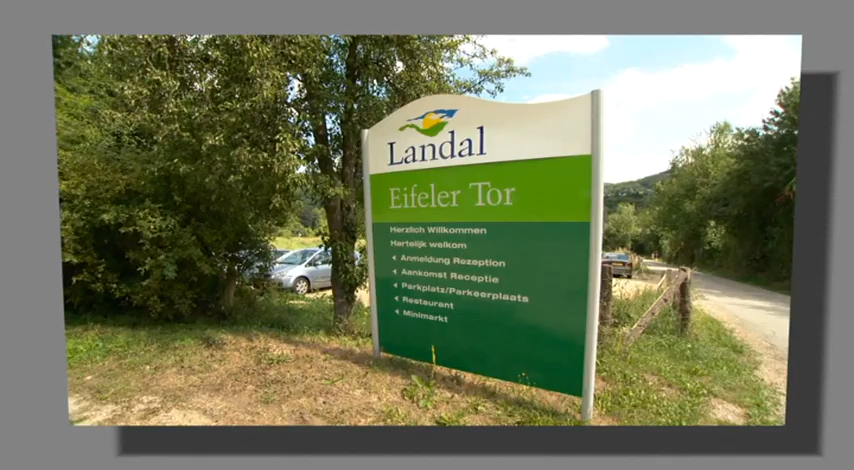 Landal
Eifeler Tor
Herzlich Willkommen
Hartelijk welkom
Anmeldung Rezeption
Aankomst Receptie
Parkplatz/Parkeerplaats
Restaurant
Minimarkt